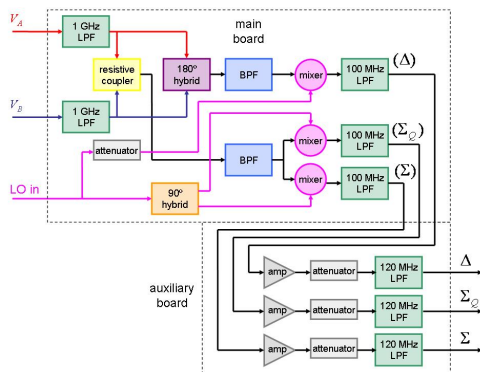 V_A
1 GHz
LPF
main
board
resistive
coupler
180° hybrid
BPF
mixer
100 MHz
LPF
(Δ)
V_B
1 GHz
LPF
attenuator
mixer
100 MHz
LPF
(Σ_Q)
BPF
mixer
100 MHz
LPF
(Σ)
LO in
90°
hybrid
auxiliary
board
amp
attenuator
120 MHz
LPF
Δ
amp
attenuator
120 MHz
LPF
Σ_Q
amp
attenuator
120 MHz
LPF
Σ